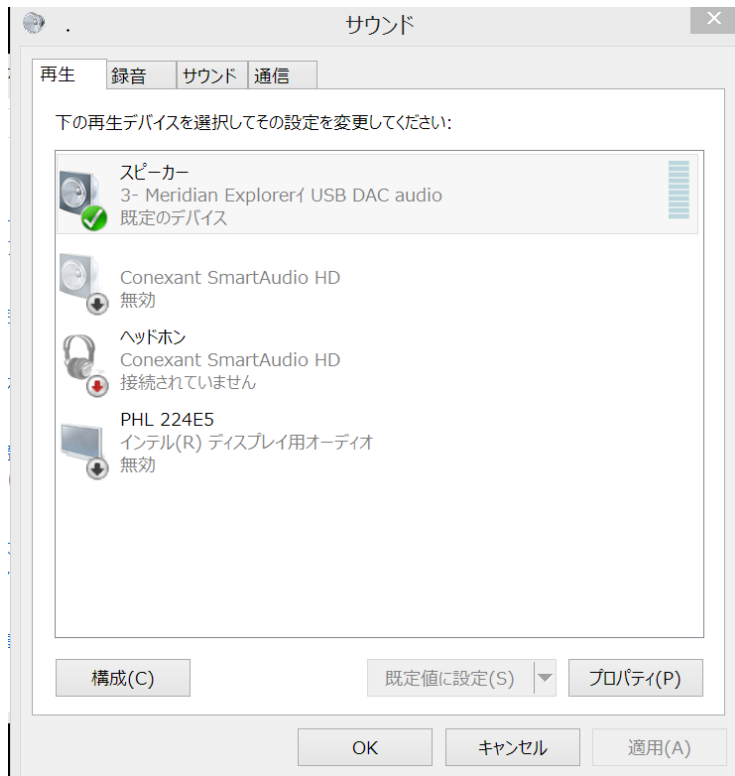 .
サウンド
再生 録音 サウンド 通信
下の再生デバイスを選択してその設定を変更してください:
スピーカー
3- Meridian Explorerｲ USB DAC audio
既定のデバイス
Conexant SmartAudio HD
無効
ヘッドホン
Conexant SmartAudio HD
接続されていません
PHL 224E5
インテル(R) ディスプレイ用オーディオ
無効
構成(C) 既定値に設定(S) プロパティ(P)
OK キャンセル 適用(A)